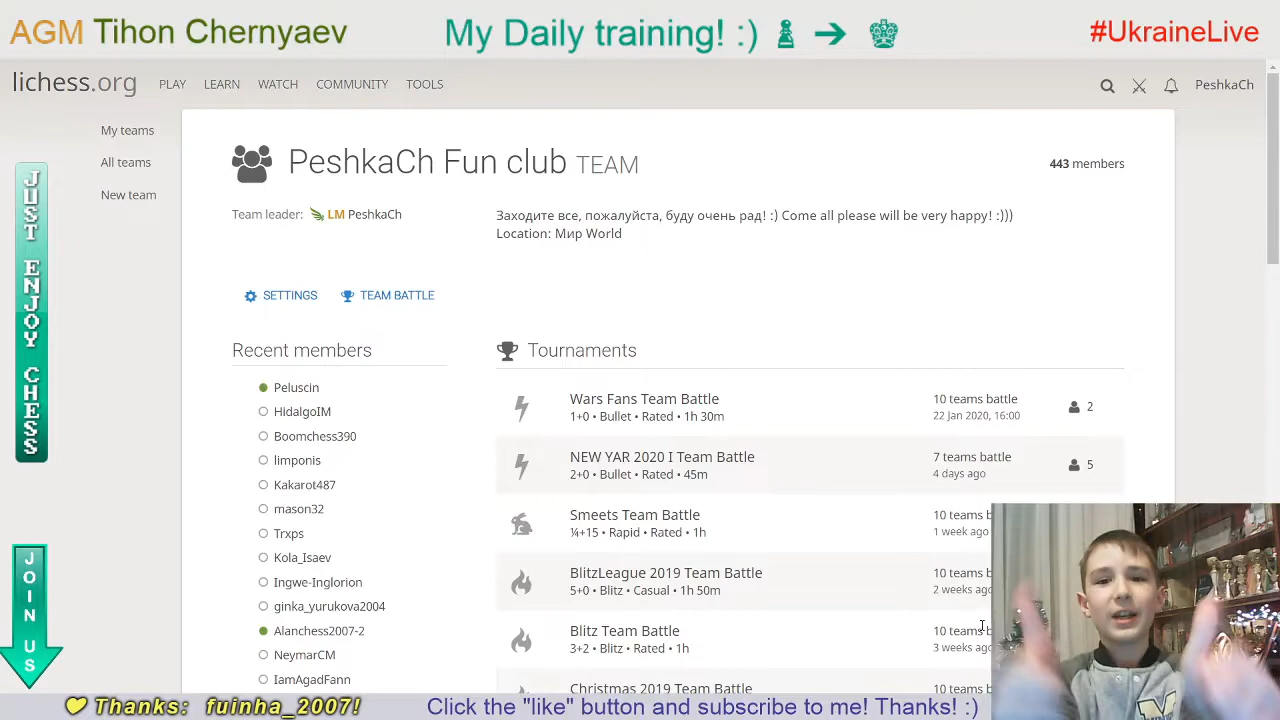 AGM Tihon Chernyaev
My Daily training! :)
#UkraineLive
lichess.org
PLAY
LEARN
WATCH
COMMUNITY
TOOLS
PeshkaCh
My teams
All teams
New team
JUST ENJOY CHESS
JOIN US
PeshkaCh Fun club TEAM
443 members
Team leader: LM PeshkaCh
Заходите все, пожалуйста, буду очень рад! :) Come all please will be very happy! :)))
Location: Мир World
SETTINGS
TEAM BATTLE
Recent members
Peluscin
HidalgoIM
Boomchess390
limponis
Kakarot487
mason32
Trxps
Kola_Isaev
Ingwe-Inglorion
ginka_yurukova2004
Alanchess2007-2
NeymarCM
IamAgadFann
Tournaments
Wars Fans Team Battle
1+0 • Bullet • Rated • 1h 30m
10 teams battle
22 Jan 2020, 16:00
2
NEW YAR 2020 I Team Battle
2+0 • Bullet • Rated • 45m
7 teams battle
4 days ago
5
Smeets Team Battle
¼+15 • Rapid • Rated • 1h
10 teams b
1 week ago
BlitzLeague 2019 Team Battle
5+0 • Blitz • Casual • 1h 50m
10 teams b
2 weeks ago
Blitz Team Battle
3+2 • Blitz • Rated • 1h
10 teams b
3 weeks ago
Christmas 2019 Team Battle
10 teams b
Thanks: fuinha_2007!
Click the "like" button and subscribe to me! Thanks! :)